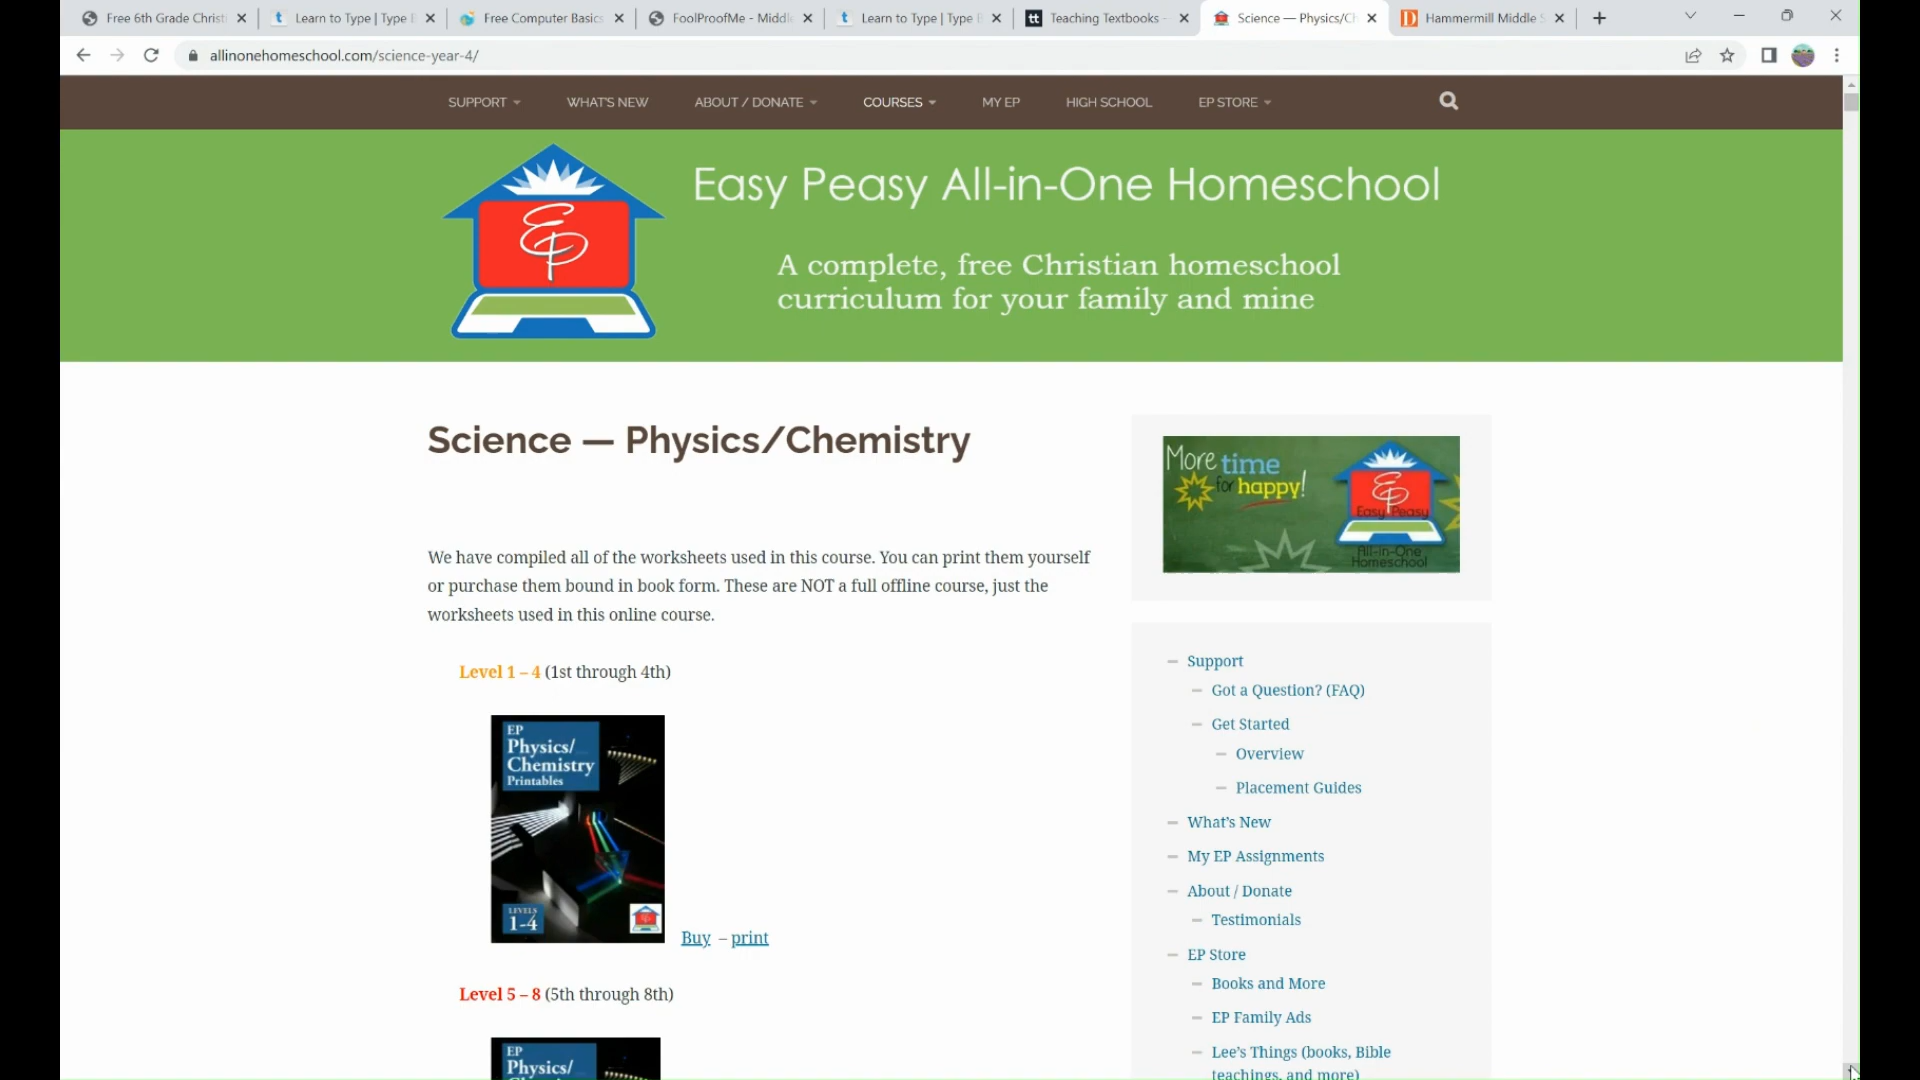 Free 6th Grade Christi
Learn to Type | Type
Free Computer Basics
FoolProofMe - Middl
Learn to Type | Type
tt
Teaching Textbooks -
Science — Physics/Ch
D
Hammermill Middle S
allinonehomeschool.com/science-year-4/
SUPPORT
WHAT'S NEW
ABOUT / DONATE
COURSES
MY EP
HIGH SCHOOL
EP STORE
EP
Easy Peasy All-in-One Homeschool
A complete, free Christian homeschool
curriculum for your family and mine
Science — Physics/Chemistry
We have compiled all of the worksheets used in this course. You can print them yourself
or purchase them bound in book form. These are NOT a full offline course, just the
worksheets used in this online course.
Level 1 – 4 (1st through 4th)
EP
Physics/
Chemistry
Printables
LEVELS
1-4
Buy – print
Level 5 – 8 (5th through 8th)
EP
Physics/
More time
for happy!
EP
Easy Peasy
All-in-One
Homeschool
Support
Got a Question? (FAQ)
Get Started
Overview
Placement Guides
What's New
My EP Assignments
About / Donate
Testimonials
EP Store
Books and More
EP Family Ads
Lee's Things (books, Bible
teachings, and more)